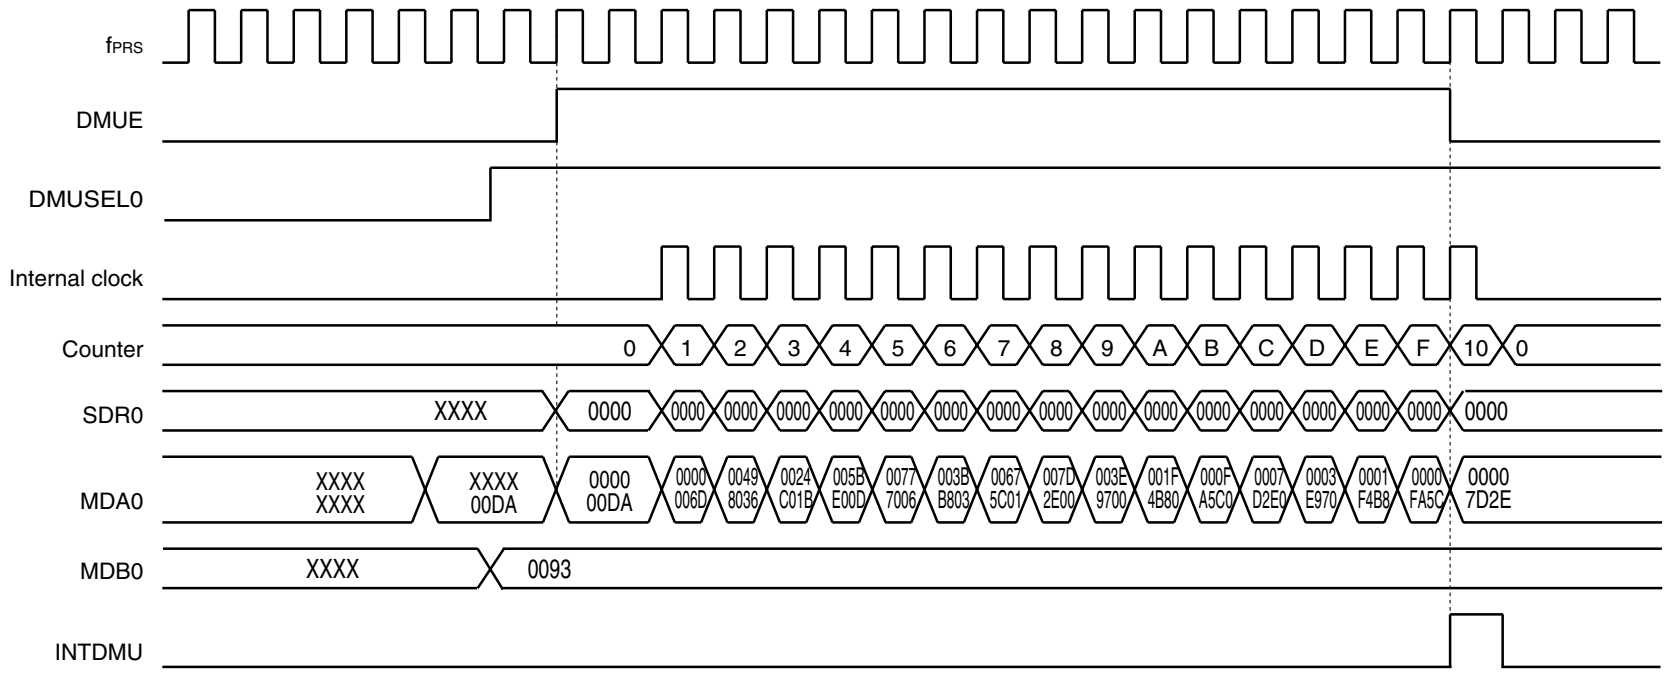 fPRS
DMUE
DMUSEL0
Internal clock
Counter 0 1 2 3 4 5 6 7 8 9 A B C D E F 10 0
SDR0 XXXX 0000 0000 0000 0000 0000 0000 0000 0000 0000 0000 0000 0000 0000 0000 0000 0000 0000
MDA0
XXXX XXXX 0000 0000 0049 0024 005B 0077 003B 0067 007D 003E 001F 000F 0007 0003 0001 0000 0000
XXXX 00DA 00DA 006D 8036 C01B E00D 7006 B803 5C01 2E00 9700 4B80 A5C0 D2E0 E970 F4B8 FA5C 7D2E
MDB0 XXXX 0093
INTDMU